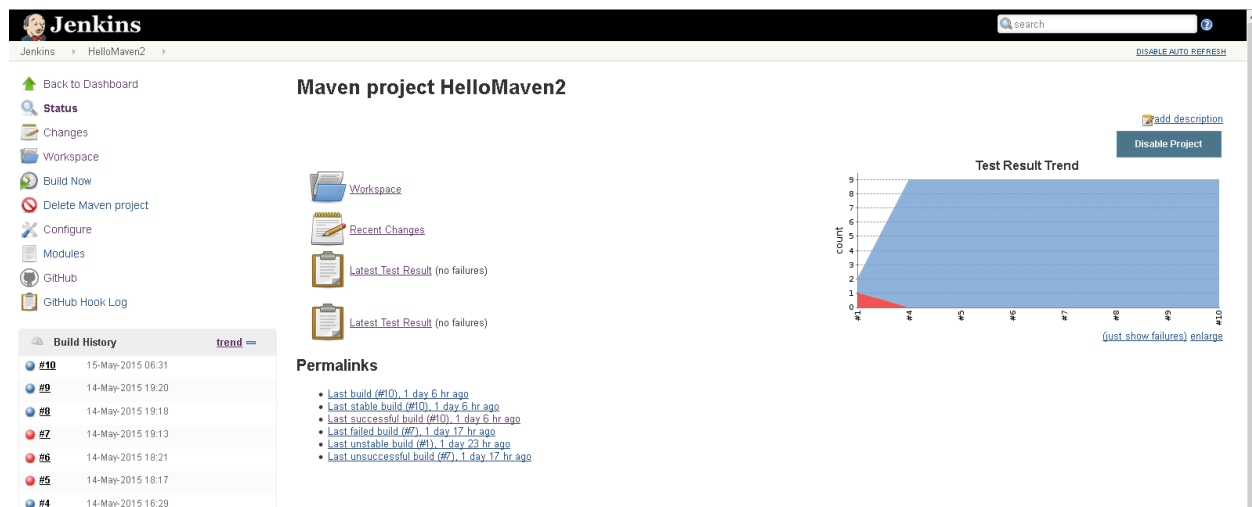 Jenkins
search
Jenkins HelloMaven2
DISABLE AUTO REFRESH
Back to Dashboard
Status
Changes
Workspace
Build Now
Delete Maven project
Configure
Modules
GitHub
GitHub Hook Log
Build History trend
#10 15-May-2015 06:31
#9 14-May-2015 19:20
#8 14-May-2015 19:18
#7 14-May-2015 19:13
#6 14-May-2015 18:21
#5 14-May-2015 18:17
#4 14-May-2015 16:29
Maven project HelloMaven2
add description
Disable Project
Workspace
Recent Changes
Latest Test Result (no failures)
Latest Test Result (no failures)
Test Result Trend
count
9
8
7
6
5
4
3
2
1
0
#1 #4 #5 #6 #7 #8 #9 #10
(just show failures) enlarge
Permalinks
Last build (#10), 1 day 6 hr ago
Last stable build (#10), 1 day 6 hr ago
Last successful build (#10), 1 day 6 hr ago
Last failed build (#7), 1 day 17 hr ago
Last unstable build (#1), 1 day 23 hr ago
Last unsuccessful build (#7), 1 day 17 hr ago